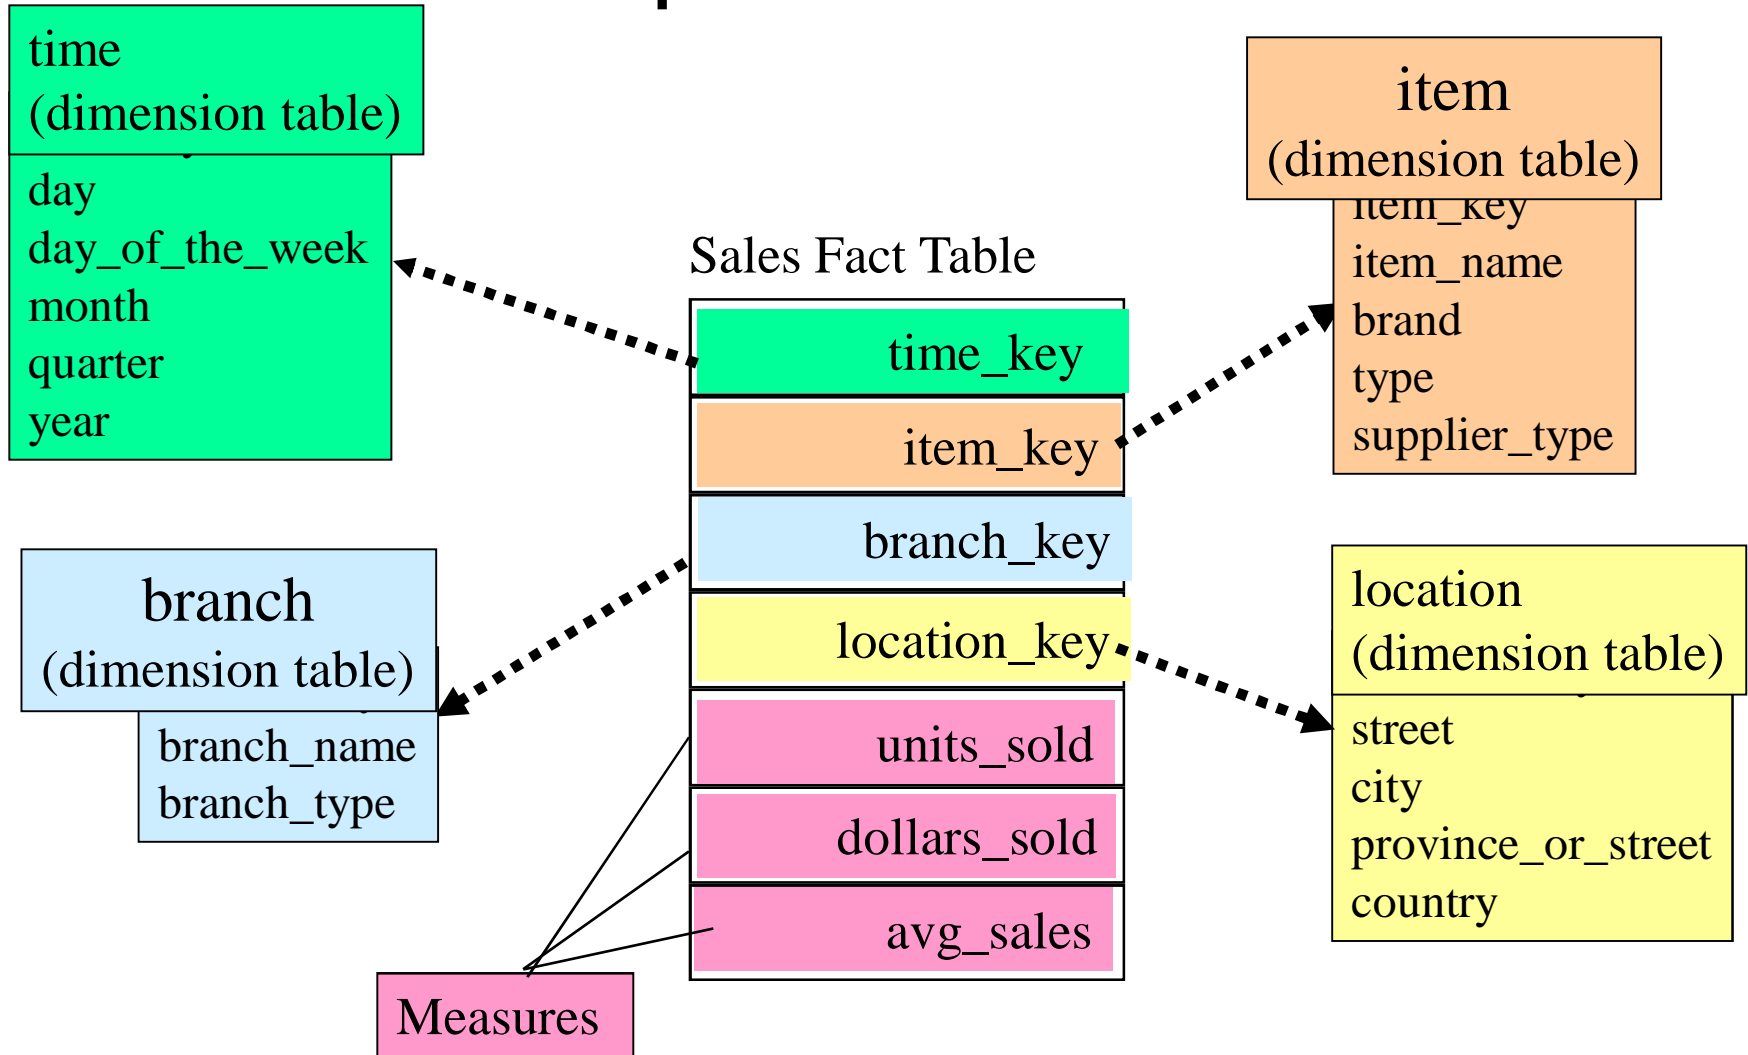 time
(dimension table)
day
day_of_the_week
month
quarter
year
item
(dimension table)
item_key
item_name
brand
type
supplier_type
Sales Fact Table
time_key
item_key
branch_key
location_key
units_sold
dollars_sold
avg_sales
branch
(dimension table)
branch_name
branch_type
location
(dimension table)
street
city
province_or_street
country
Measures